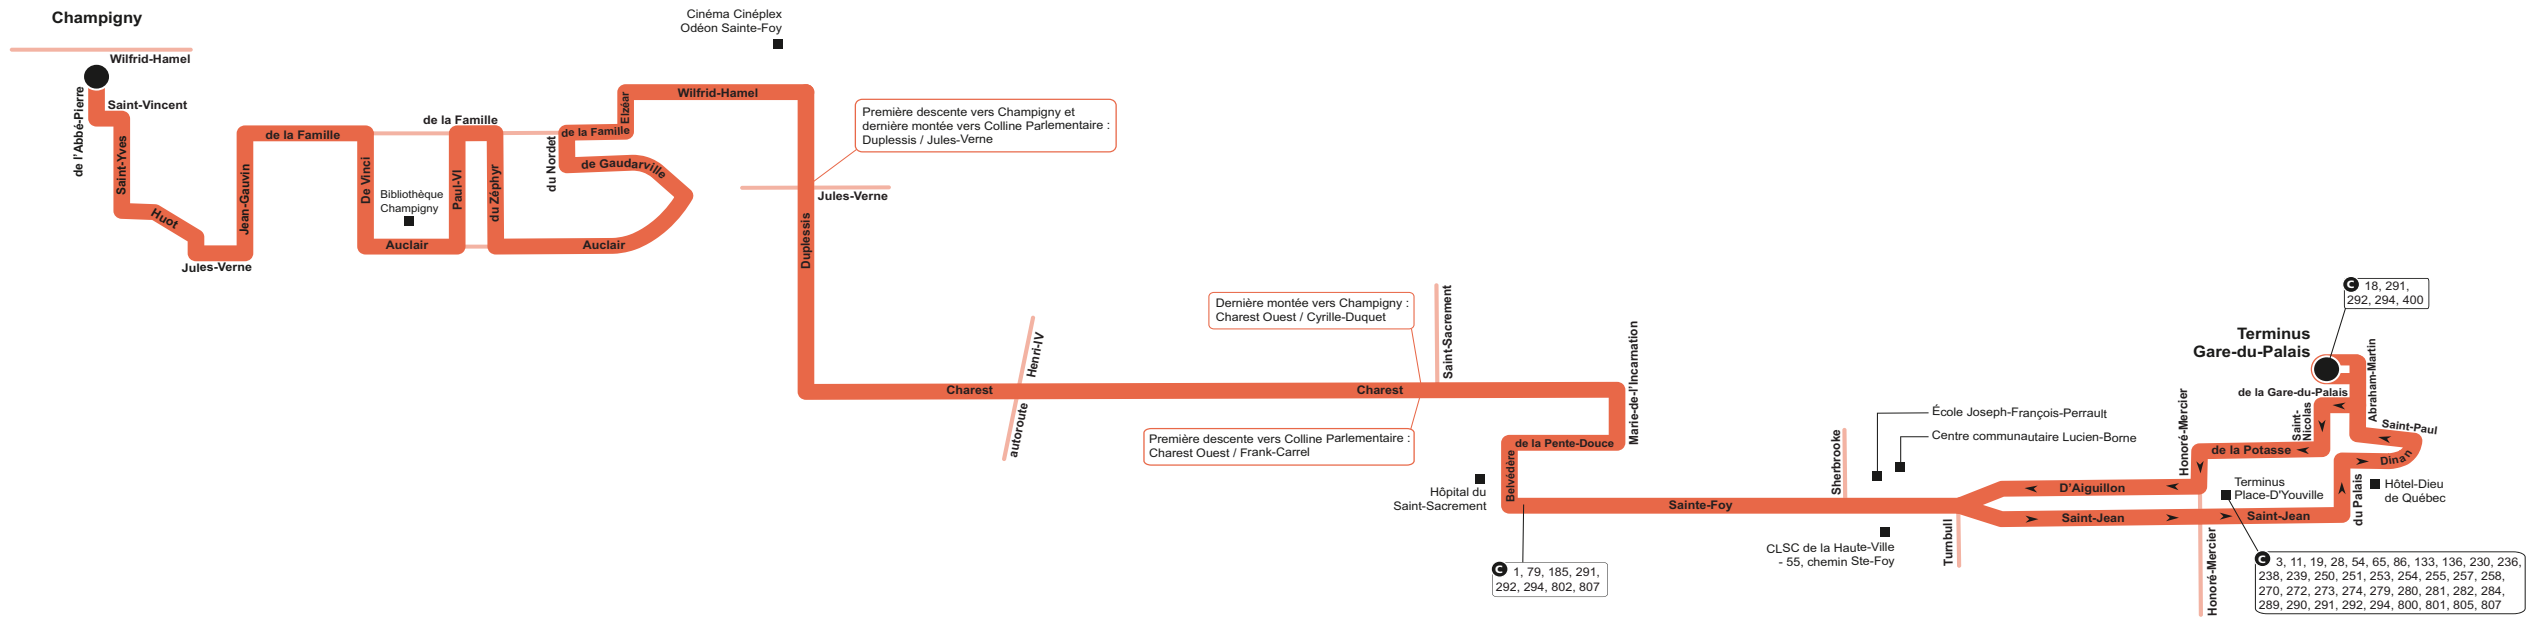 Champigny
Wilfrid-Hamel
de l'Abbé-Pierre
Saint-Vincent
Saint-Yves
Huot
Jules-Verne
Jean-Gauvin
de la Famille
De Vinci
Bibliothèque
Champigny
Auclair
Paul-VI
de la Famille
du Zéphyr
Auclair
du Nordet
de Gaudarville
de la Famille
Elzéar
Wilfrid-Hamel
Cinéma Cinéplex
Odéon Sainte-Foy
Première descente vers Champigny et
dernière montée vers Colline Parlementaire :
Duplessis / Jules-Verne
Jules-Verne
Duplessis
Charest
Henri-IV
autoroute
Dernière montée vers Champigny :
Charest Ouest / Cyrille-Duquet
Charest
Saint-Sacrement
Première descente vers Colline Parlementaire :
Charest Ouest / Frank-Carrel
Marie-de-l'Incarnation
de la Pente-Douce
Belvédère
Hôpital du
Saint-Sacrement
C 1, 79, 185, 291,
292, 294, 802, 807
Sainte-Foy
Sherbrooke
École Joseph-François-Perrault
Centre communautaire Lucien-Borne
CLSC de la Haute-Ville
- 55, chemin Ste-Foy
Turnbull
D'Aiguillon
Saint-Jean
Honoré-Mercier
Honoré-Mercier
de la Potasse
Saint-
Nicolas
de la Gare-du-Palais
Terminus
Gare-du-Palais
C 18, 291,
292, 294, 400
Abraham-Martin
Saint-Paul
Dinan
Terminus
Place-D'Youville
Saint-Jean
du Palais
Hôtel-Dieu
de Québec
C 3, 11, 19, 28, 54, 65, 86, 133, 136, 230, 236,
238, 239, 250, 251, 253, 254, 255, 257, 258,
270, 272, 273, 274, 279, 280, 281, 282, 284,
289, 290, 291, 292, 294, 800, 801, 805, 807